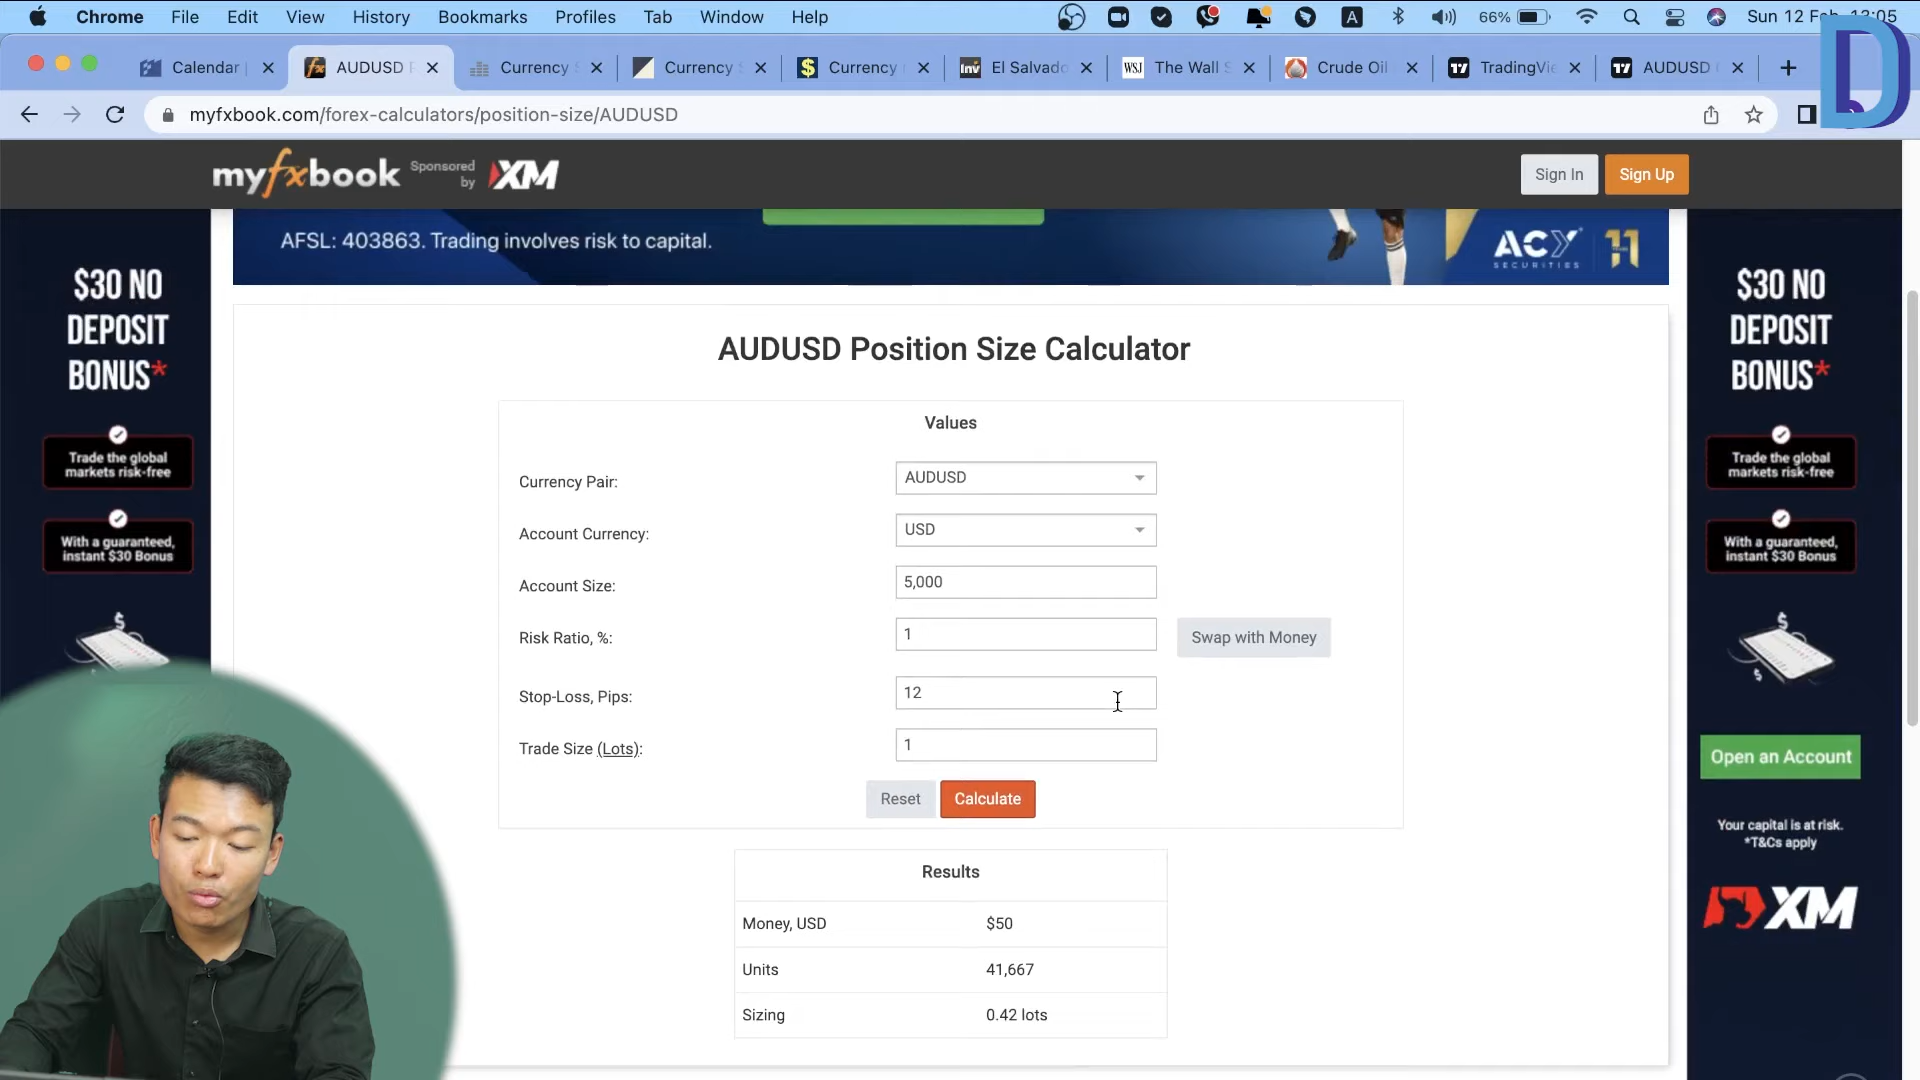 Chrome File Edit View History Bookmarks Profiles Tab Window Help A 66% Sun 12 Feb 13:05
Calendar AUDUSD Currency Currency $ Currency INV El Salvado WSJ The Wall S Crude Oil TradingVie AUDUSD
myfxbook.com/forex-calculators/position-size/AUDUSD
myfxbook Sponsored by XM Sign In Sign Up
AFSL: 403863. Trading involves risk to capital.
ACY
SECURITIES
11
$30 NO
DEPOSIT
BONUS*
Trade the global
markets risk-free
With a guaranteed,
instant $30 Bonus
$
AUDUSD Position Size Calculator
Values
Currency Pair: AUDUSD
Account Currency: USD
Account Size: 5,000
Risk Ratio, %: 1 Swap with Money
Stop-Loss, Pips: 12
Trade Size (Lots): 1
Reset Calculate
Results
Money, USD $50
Units 41,667
Sizing 0.42 lots
$30 NO
DEPOSIT
BONUS*
Trade the global
markets risk-free
With a guaranteed,
instant $30 Bonus
$
Open an Account
Your capital is at risk.
*T&Cs apply
XM